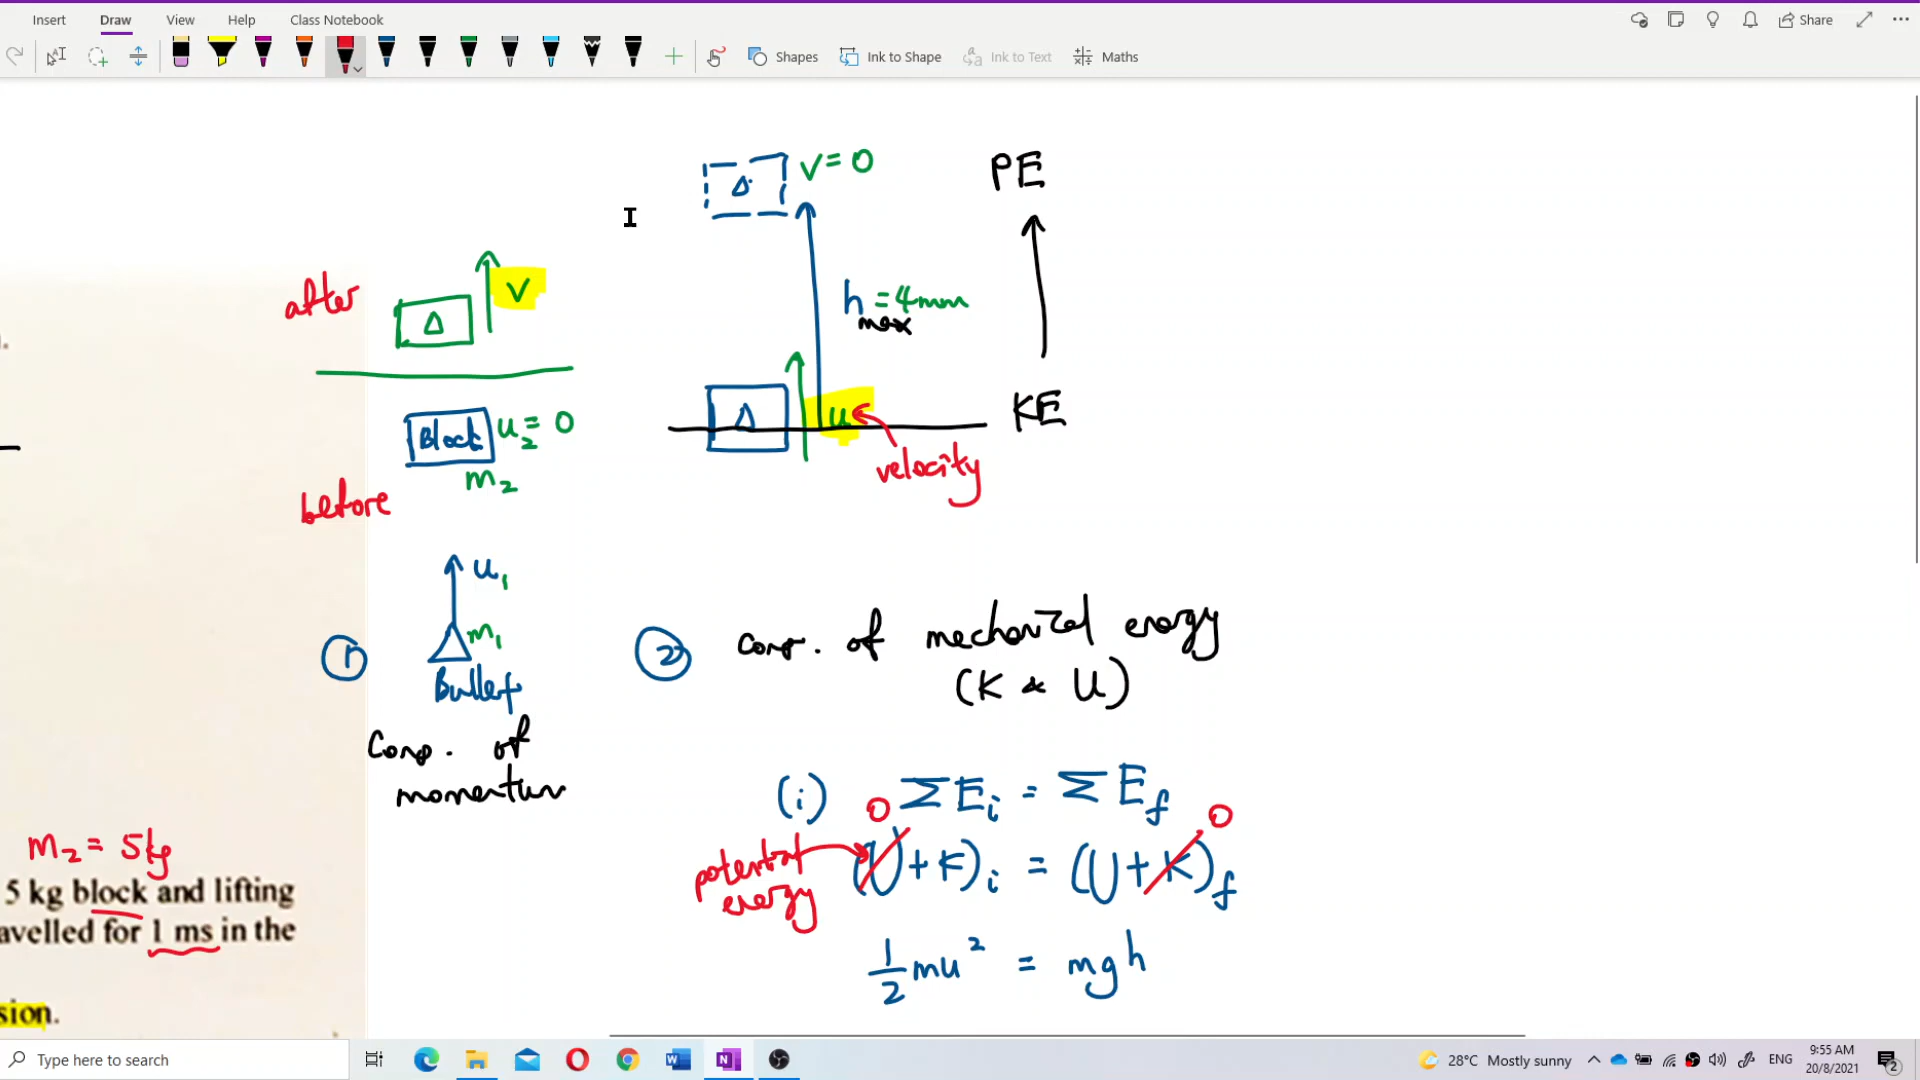 Insert Draw View Help Class Notebook
Share
Shapes Ink to Shape Ink to Text Maths
v = 0
PE
after
v
h = 4mm
max
Block
u₂ = 0
m₂
u
KE
velocity
before
u₁
m₁
Bullet
①
Cons. of
momentum
②
cons. of mechanical energy
(K & U)
(i) ΣEᵢ = ΣE_f
0
0
potential
energy
(U + K)ᵢ = (U + K)_f
½mu² = mgh
m₂ = 5kg
5 kg block and lifting
avelled for 1 ms in the
sion.
Type here to search
28°C Mostly sunny
ENG
9:55 AM
20/8/2021
2